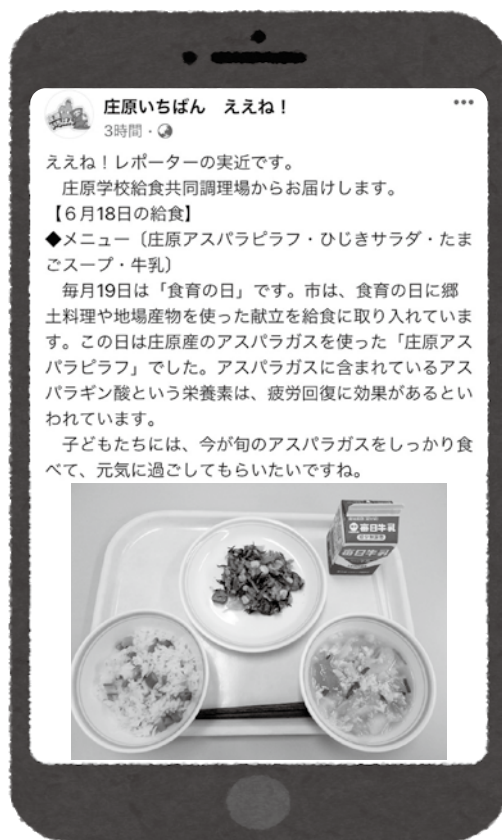 庄原いちばん　ええね！
3時間・
ええね！レポーターの実近です。
　庄原学校給食共同調理場からお届けします。
【６月18日の給食】
◆メニュー〔庄原アスパラピラフ・ひじきサラダ・たま
ごスープ・牛乳〕
　毎月19日は「食育の日」です。市は、食育の日に郷
土料理や地場産物を使った献立を給食に取り入れていま
す。この日は庄原産のアスパラガスを使った「庄原アス
パラピラフ」でした。アスパラガスに含まれているアス
パラギン酸という栄養素は、疲労回復に効果があるとい
われています。
　子どもたちには、今が旬のアスパラガスをしっかり食
べて、元気に過ごしてもらいたいですね。
毎日牛乳
毎日牛乳